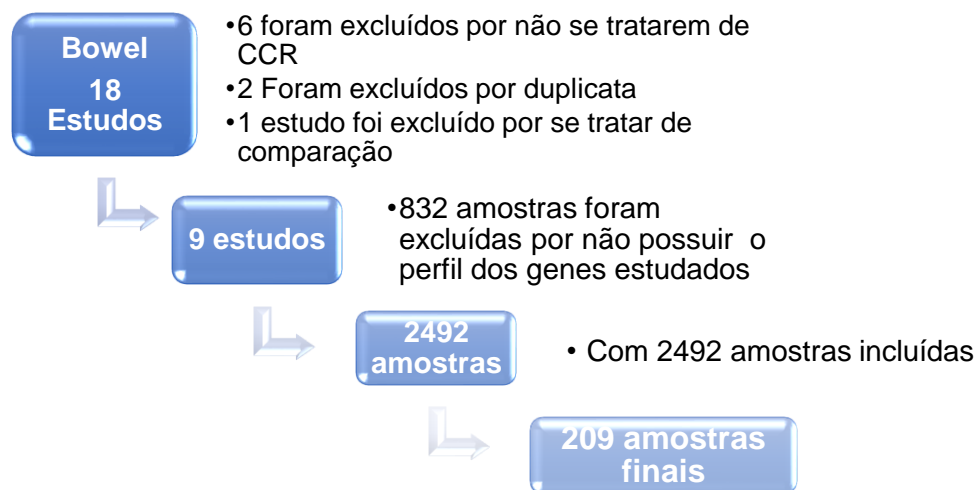 Bowel
18
Estudos
•6 foram excluídos por não se tratarem de
CCR
•2 Foram excluídos por duplicata
•1 estudo foi excluído por se tratar de
comparação
9 estudos
•832 amostras foram
excluídas por não possuir o
perfil dos genes estudados
2492
amostras
• Com 2492 amostras incluídas
209 amostras
finais